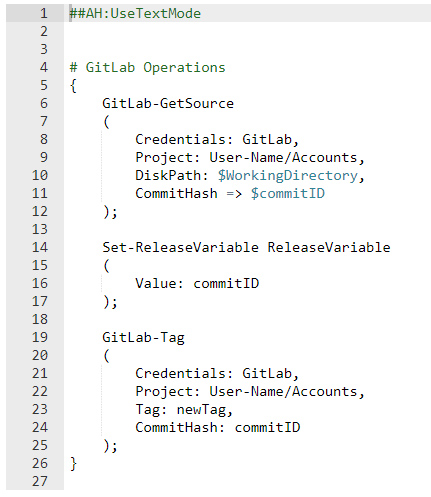 1 ##AH:UseTextMode
2
3
4 # GitLab Operations
5 {
6     GitLab-GetSource
7     (
8         Credentials: GitLab,
9         Project: User-Name/Accounts,
10         DiskPath: $WorkingDirectory,
11         CommitHash => $commitID
12     );
13
14     Set-ReleaseVariable ReleaseVariable
15     (
16         Value: commitID
17     );
18
19     GitLab-Tag
20     (
21         Credentials: GitLab,
22         Project: User-Name/Accounts,
23         Tag: newTag,
24         CommitHash: commitID
25     );
26 }
27